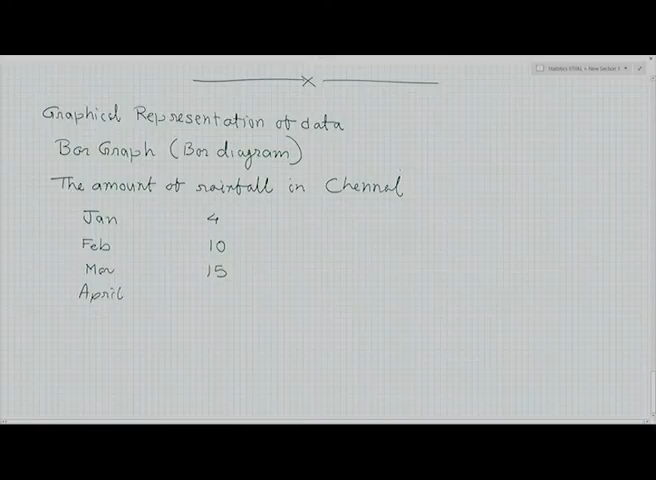 Graphical Representation of data
Bar Graph (Bar diagram)
The amount of rainfall in Chennai
Jan 4
Feb 10
Mar 15
April